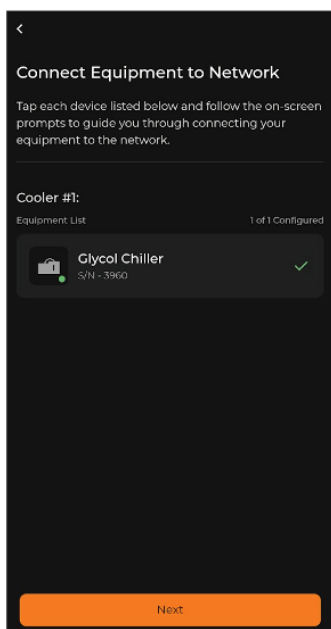 Connect Equipment to Network
Tap each device listed below and follow the on-screen
prompts to guide you through connecting your
equipment to the network.
Cooler #1:
Equipment List
1 of 1 Configured
Glycol Chiller
S/N - 3960
Next